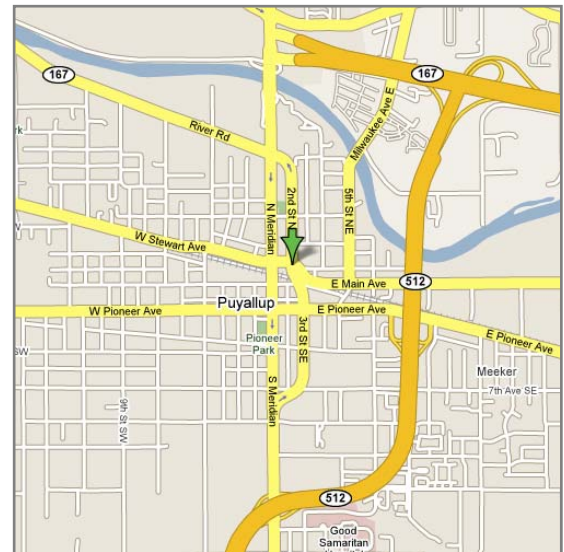 167
167
River Rd
Milwaukee Ave E
2nd St N
5th St NE
N Meridian
W Stewart Ave
E Main Ave
512
Puyallup
W Pioneer Ave
E Pioneer Ave
3rd St SE
E Pioneer Ave
Pioneer
Park
SW
Meeker
7th Ave SE
S Meridian
9th St SW
512
Good
Samaritan